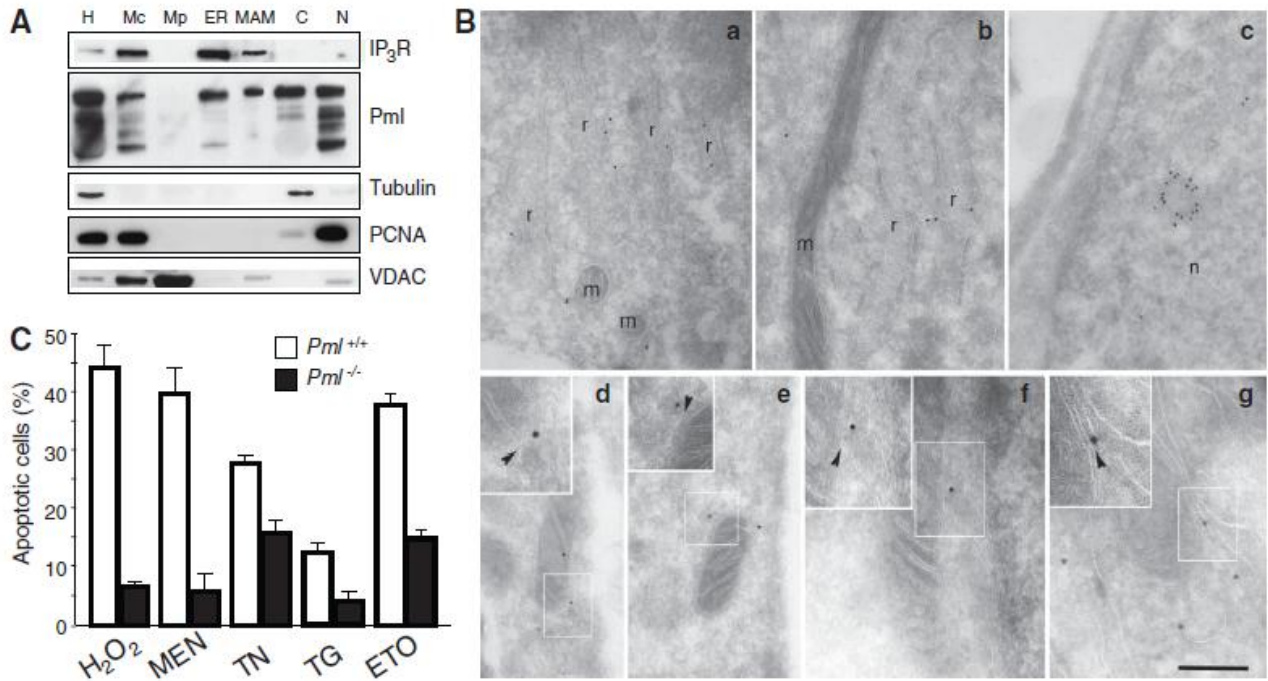 A
H Mc Mp ER MAM C N
IP3R
Pml
Tubulin
PCNA
VDAC
B
a
r r r
r
m
m
b
r
r
m
c
n
C
Apoptotic cells (%)
50
40
30
20
10
0
Pml +/+
Pml -/-
H2O2 MEN TN TG ETO
d
e
f
g